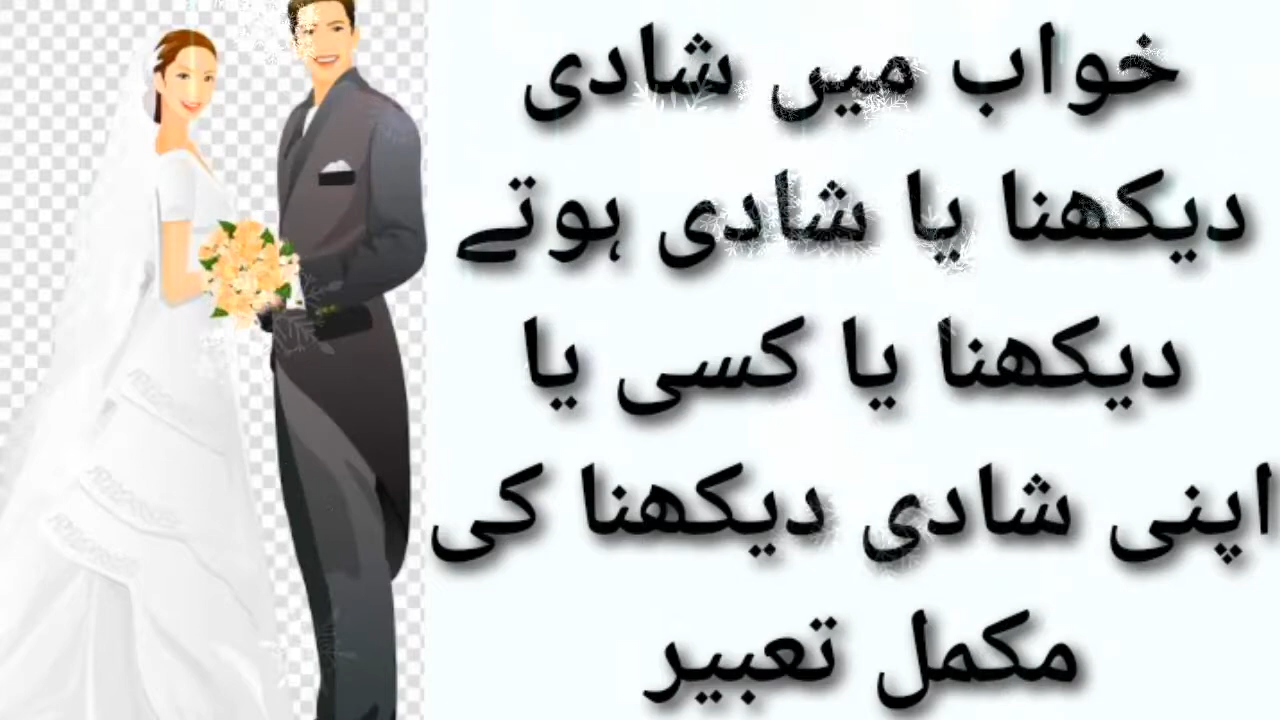 خواب میں شادی
دیکھنا یا شادی ہوتے
دیکھنا یا کسی یا
اپنی شادی دیکھنا کی
مکمل تعبیر